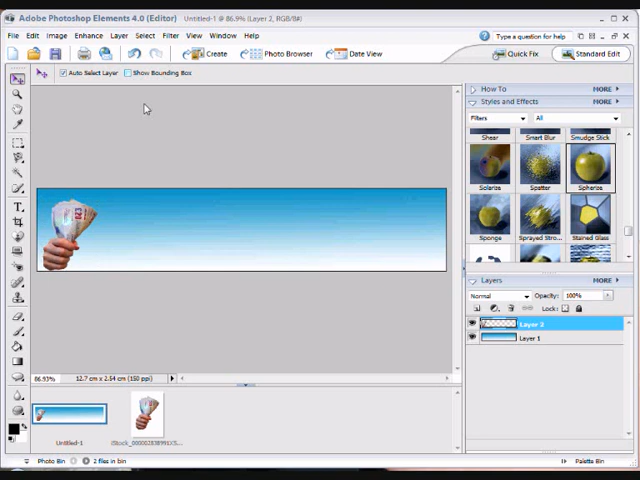 Adobe Photoshop Elements 4.0 (Editor) Untitled-1 @ 86.9% (Layer 2, RGB/8#)
File Edit Image Enhance Layer Select Filter View Window Help Type a question for help
Create Photo Browser Date View Quick Fix Standard Edit
Auto Select Layer Show Bounding Box
How To MORE
Styles and Effects MORE
Filters All
Shear Smart Blur Smudge Stick
Solarize Spatter Spherize
Sponge Sprayed Stro... Stained Glass
Layers MORE
Normal Opacity: 100%
Lock:
Layer 2
Layer 1
86.93% 12.7 cm x 2.54 cm (150 ppi)
Untitled-1
Photo Bin 2 files in bin Palette Bin